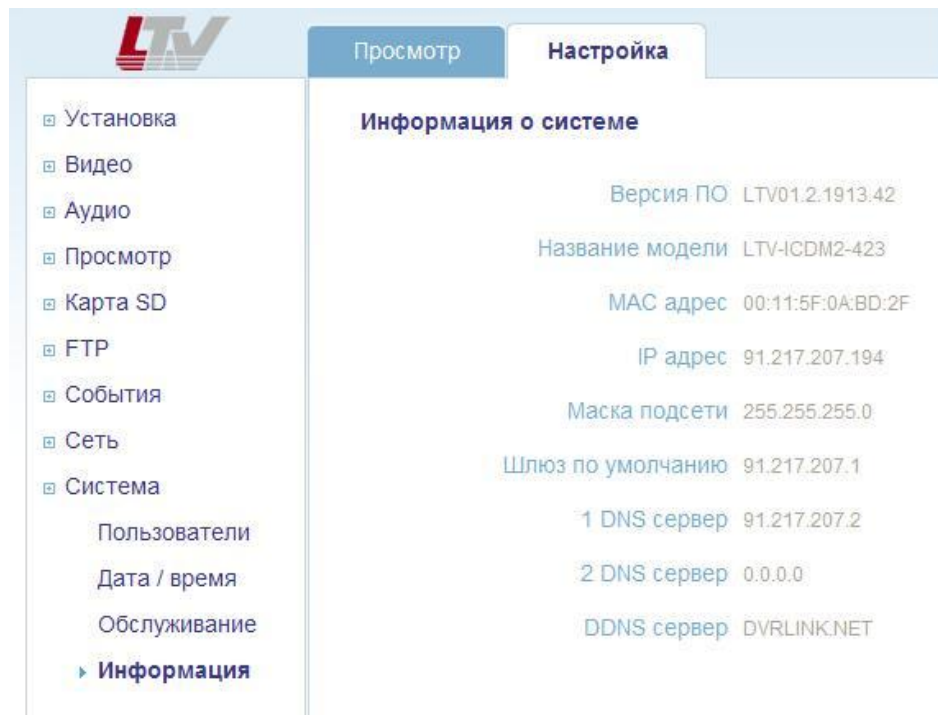 LTV
Просмотр
Настройка
Установка
Видео
Аудио
Просмотр
Карта SD
FTP
События
Сеть
Система
Пользователи
Дата / время
Обслуживание
Информация
Информация о системе
Версия ПО LTV01.2.1913.42
Название модели LTV-ICDM2-423
MAC адрес 00:11:5F:0A:BD:2F
IP адрес 91.217.207.194
Маска подсети 255.255.255.0
Шлюз по умолчанию 91.217.207.1
1 DNS сервер 91.217.207.2
2 DNS сервер 0.0.0.0
DDNS сервер DVRLINK.NET